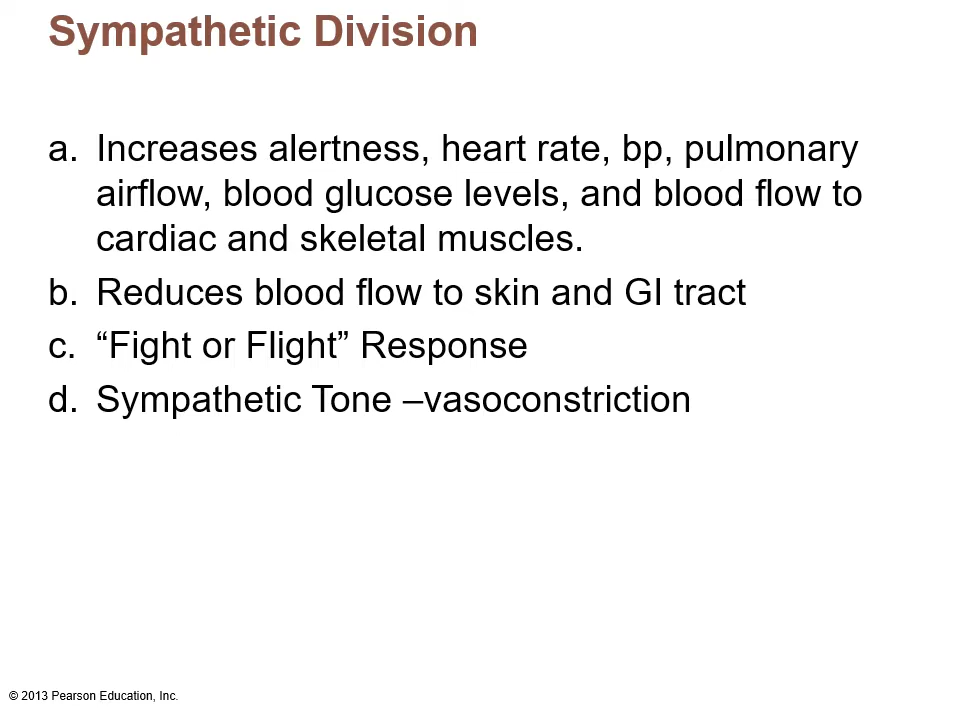 Sympathetic Division
a. Increases alertness, heart rate, bp, pulmonary
airflow, blood glucose levels, and blood flow to
cardiac and skeletal muscles.
b. Reduces blood flow to skin and GI tract
c. “Fight or Flight” Response
d. Sympathetic Tone –vasoconstriction
© 2013 Pearson Education, Inc.